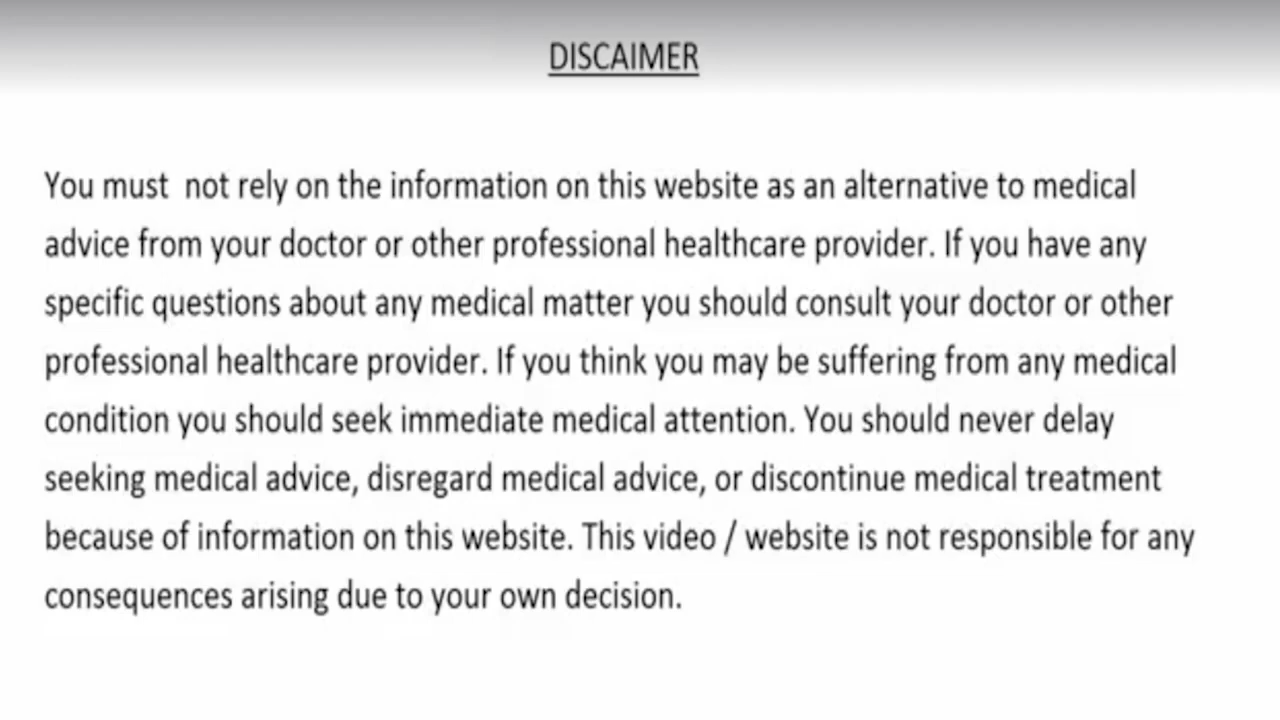 DISCAIMER
You must  not rely on the information on this website as an alternative to medical
advice from your doctor or other professional healthcare provider. If you have any
specific questions about any medical matter you should consult your doctor or other
professional healthcare provider. If you think you may be suffering from any medical
condition you should seek immediate medical attention. You should never delay
seeking medical advice, disregard medical advice, or discontinue medical treatment
because of information on this website. This video / website is not responsible for any
consequences arising due to your own decision.